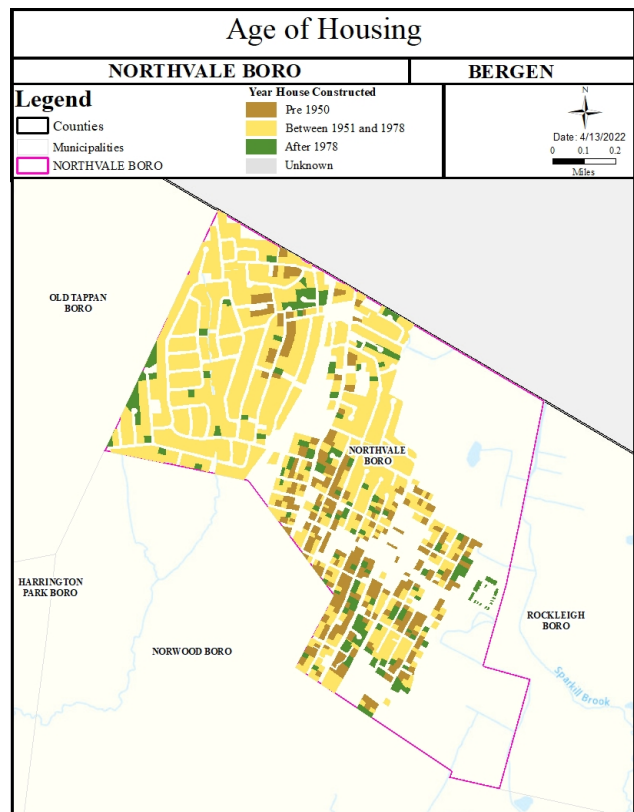 Age of Housing
NORTHVALE BORO
BERGEN
Legend
Counties
Municipalities
NORTHVALE BORO
Year House Constructed
Pre 1950
Between 1951 and 1978
After 1978
Unknown
N
Date: 4/13/2022
0 0.1 0.2
Miles
OLD TAPPAN
BORO
NORTHVALE
BORO
HARRINGTON
PARK BORO
NORWOOD BORO
ROCKLEIGH
BORO
Sparkill Brook